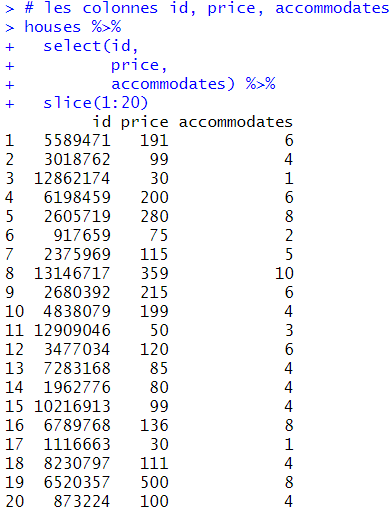 > # les colonnes id, price, accommodates
> houses %>%
+   select(id,
+          price,
+          accommodates) %>%
+   slice(1:20)
         id price accommodates
1   5589471   191            6
2   3018762    99            4
3  12862174    30            1
4   6198459   200            6
5   2605719   280            8
6    917659    75            2
7   2375969   115            5
8  13146717   359           10
9   2680392   215            6
10  4838079   199            4
11 12909046    50            3
12  3477034   120            6
13  7283168    85            4
14  1962776    80            4
15 10216913    99            4
16  6789768   136            8
17  1116663    30            1
18  8230797   111            4
19  6520357   500            8
20   873224   100            4